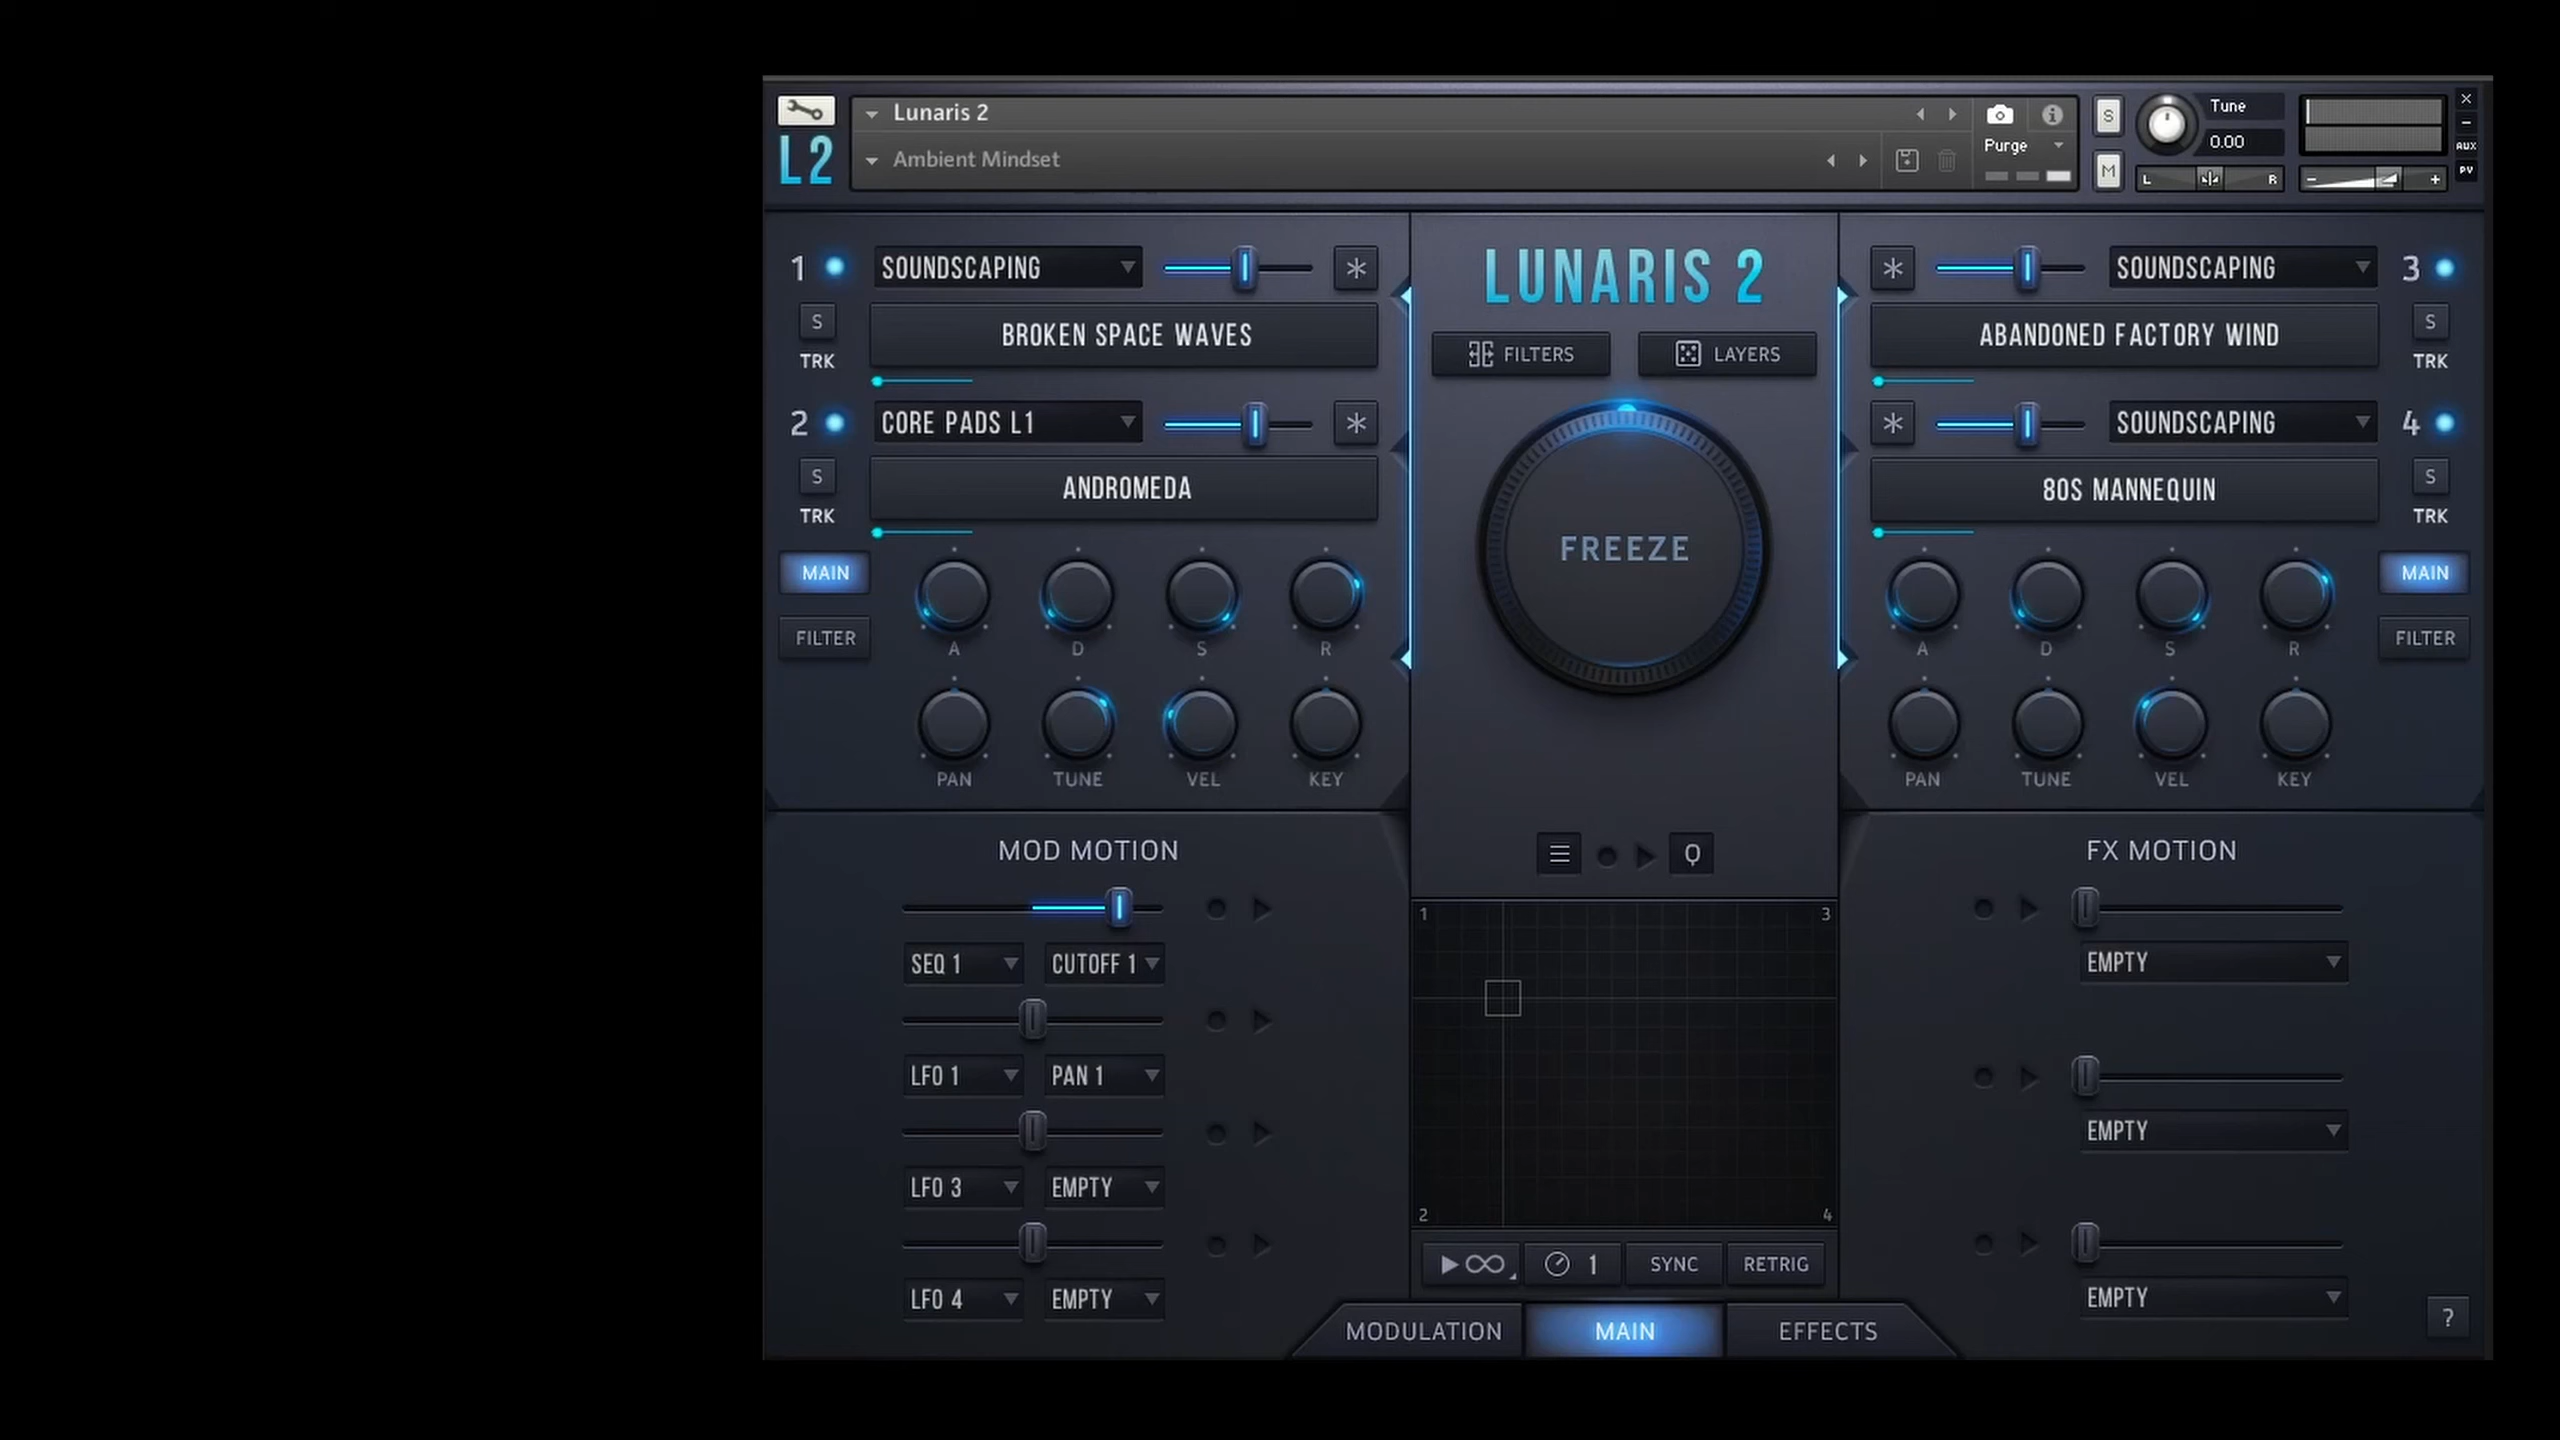 Lunaris 2
L2
Ambient Mindset
Purge
S
M
Tune
0.00
L R
- +
X
-
AUX
PV
1 SOUNDSCAPING
S
TRK
BROKEN SPACE WAVES
2 CORE PADS L1
S
TRK
ANDROMEDA
MAIN
FILTER
A D S R
PAN TUNE VEL KEY
LUNARIS 2
FILTERS LAYERS
FREEZE
SOUNDSCAPING 3
ABANDONED FACTORY WIND
S
TRK
SOUNDSCAPING 4
80S MANNEQUIN
S
TRK
MAIN
FILTER
A D S R
PAN TUNE VEL KEY
MOD MOTION
SEQ 1 CUTOFF 1
LFO 1 PAN 1
LFO 3 EMPTY
LFO 4 EMPTY
1 3
2 4
1 SYNC RETRIG
FX MOTION
EMPTY
EMPTY
EMPTY
?
MODULATION MAIN EFFECTS